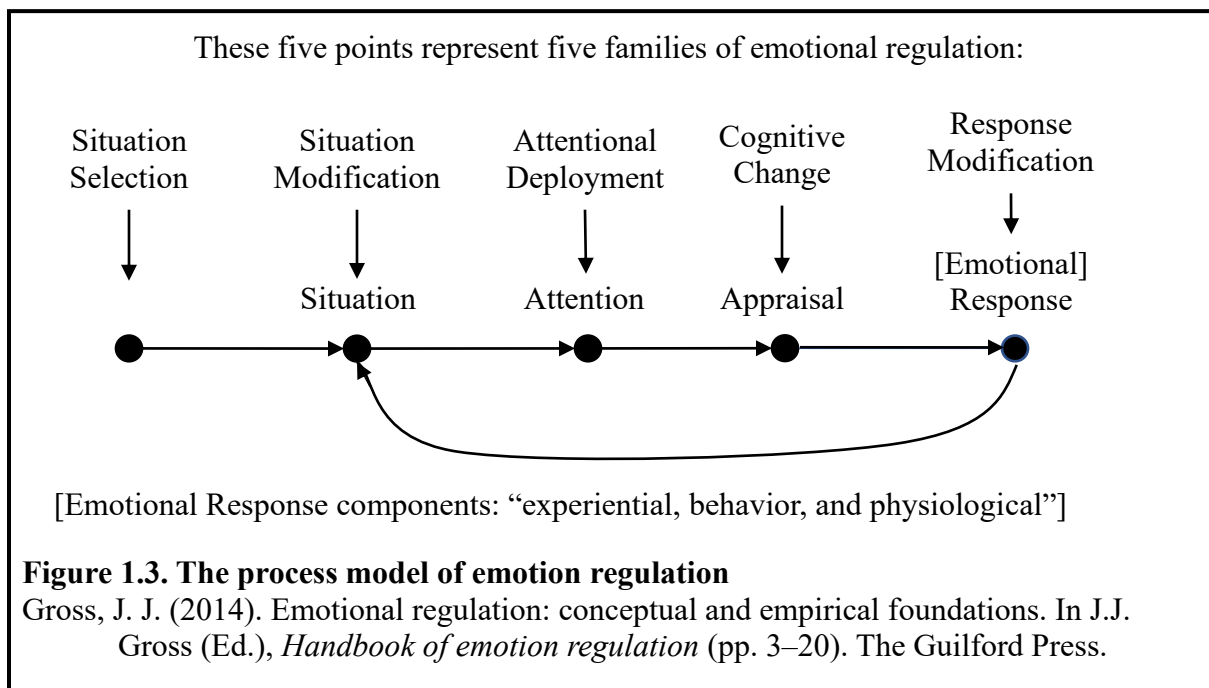 These five points represent five families of emotional regulation:
Situation
Selection
Situation
Modification
Attentional
Deployment
Cognitive
Change
Response
Modification
Situation
Attention
Appraisal
[Emotional]
Response
[Emotional Response components: “experiential, behavior, and physiological”]
Figure 1.3. The process model of emotion regulation
Gross, J. J. (2014). Emotional regulation: conceptual and empirical foundations. In J.J.
Gross (Ed.), Handbook of emotion regulation (pp. 3–20). The Guilford Press.